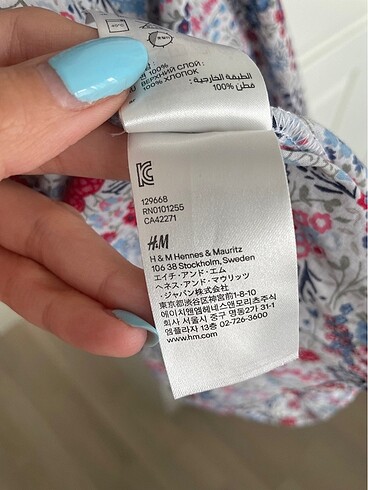 100%
ВЕРХНИЙ СЛОЙ :
100% ХЛОПОК
الطبقة الخارجية :
قطن 100%
129668
RN0101255
CA42271
H&M
H & M Hennes & Mauritz
106 38 Stockholm, Sweden
エイチ・アンド・エム
ヘネス・アンド・マウリッツ
・ジャパン株式会社
東京都渋谷区神宮前1-8-10
에이치앤엠헤네스앤모리츠주식
회사 서울시 중구 명동2가 31-1
엠플라자 13층 02-726-3600
www.hm.com